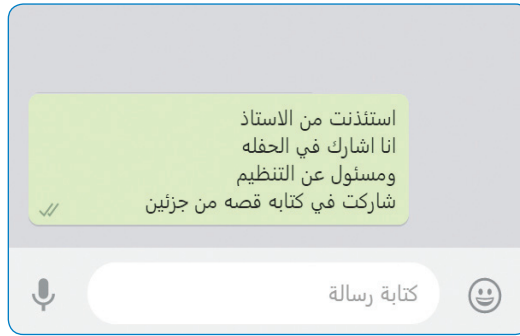 استئذنت من الاستاذ
انا اشارك في الحفله
ومسئول عن التنظيم
شاركت في كتابه قصه من جزئين
كتابة رسالة